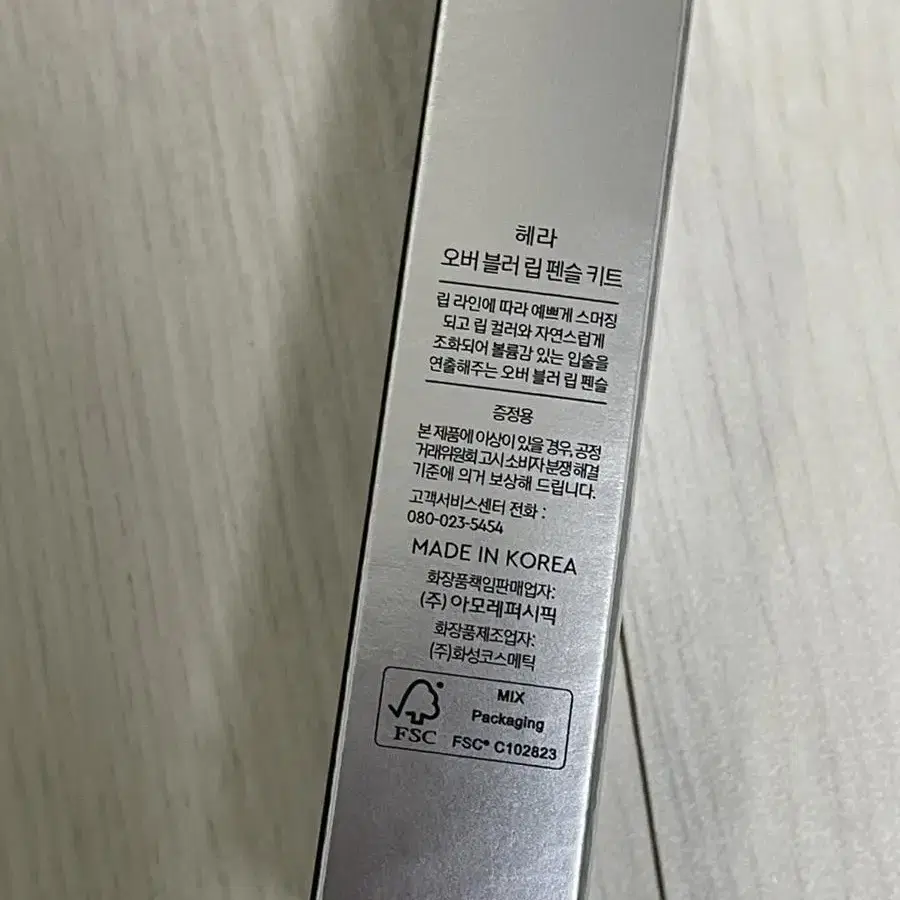 헤라
오버 블러 립 펜슬 키트
립 라인에 따라 예쁘게 스머징
되고 립 컬러와 자연스럽게
조화되어 볼륨감 있는 입술을
연출해주는 오버 블러 립 펜슬
증정용
본 제품에 이상이 있을 경우, 공정
거래위원회 고시 소비자 분쟁 해결
기준에 의거 보상해 드립니다.
고객서비스센터 전화 :
080-023-5454
MADE IN KOREA
화장품책임판매업자:
(주) 아모레퍼시픽
화장품제조업자:
(주)화성코스메틱
MIX
Packaging
FSC
FSC® C102823